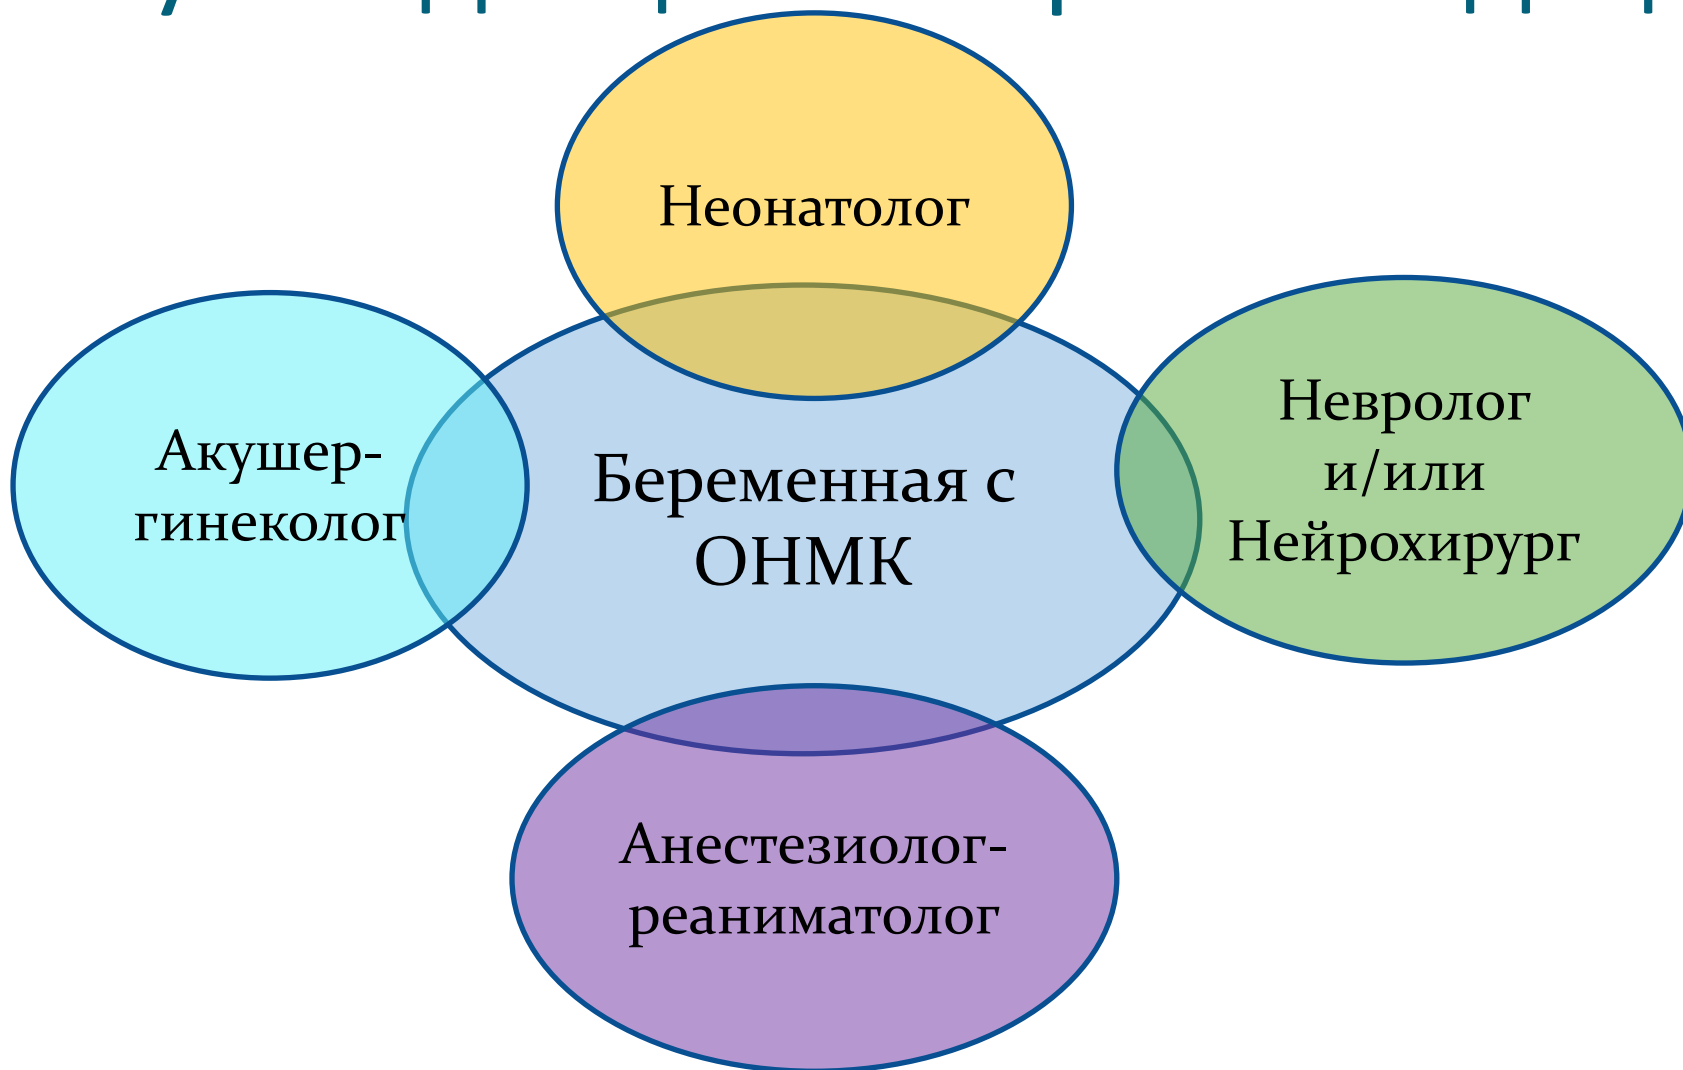 Неонатолог
Акушер-
гинеколог
Беременная с
ОНМК
Невролог
и/или
Нейрохирург
Анестезиолог-
реаниматолог